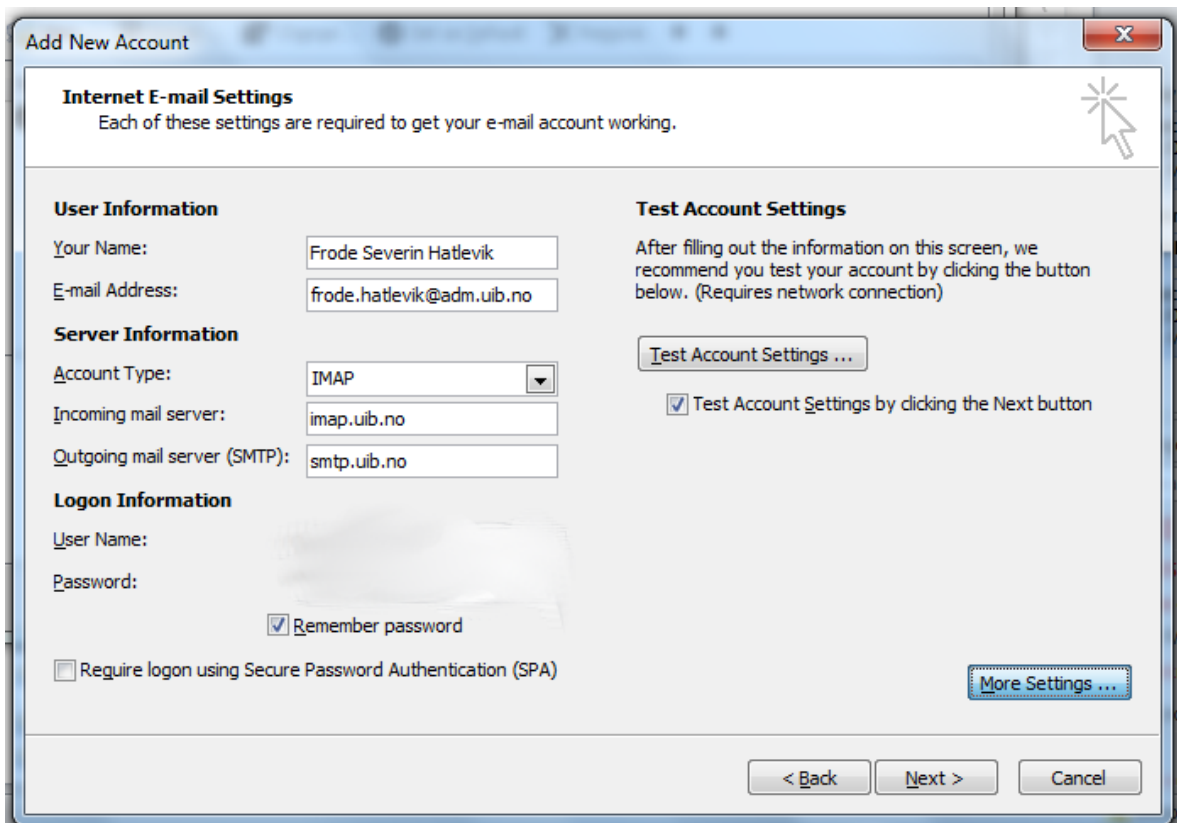 Add New Account
Internet E-mail Settings
Each of these settings are required to get your e-mail account working.
User Information
Your Name:
Frode Severin Hatlevik
E-mail Address:
frode.hatlevik@adm.uib.no
Server Information
Account Type:
IMAP
Incoming mail server:
imap.uib.no
Outgoing mail server (SMTP):
smtp.uib.no
Logon Information
User Name:
Password:
Remember password
Require logon using Secure Password Authentication (SPA)
Test Account Settings
After filling out the information on this screen, we
recommend you test your account by clicking the button
below. (Requires network connection)
Test Account Settings ...
Test Account Settings by clicking the Next button
More Settings ...
< Back
Next >
Cancel